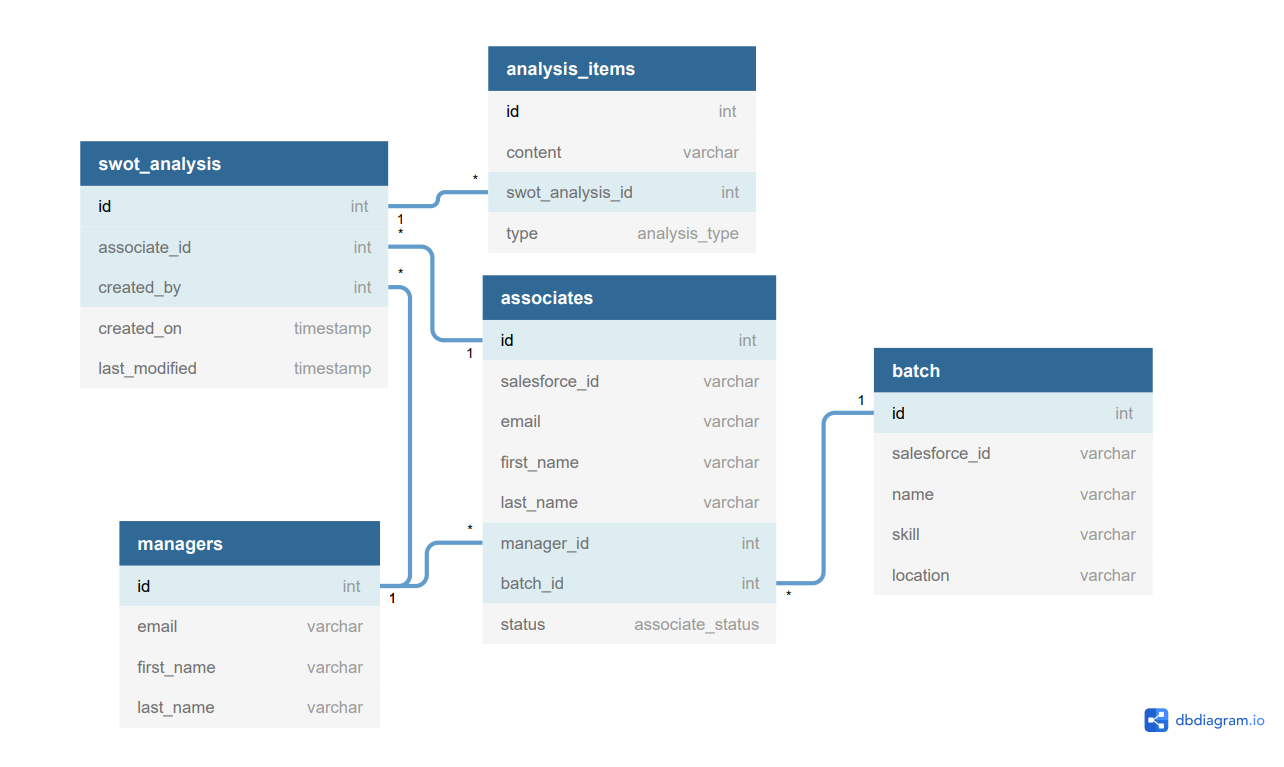 analysis_items
id int
content varchar
swot_analysis_id int
type analysis_type
*
swot_analysis
id int
associate_id int
created_by int
created_on timestamp
last_modified timestamp
1
*
*
associates
id int
salesforce_id varchar
email varchar
first_name varchar
last_name varchar
manager_id int
batch_id int
status associate_status
1
*
*
batch
id int
salesforce_id varchar
name varchar
skill varchar
location varchar
1
managers
id int
email varchar
first_name varchar
last_name varchar
1
dbdiagram.io